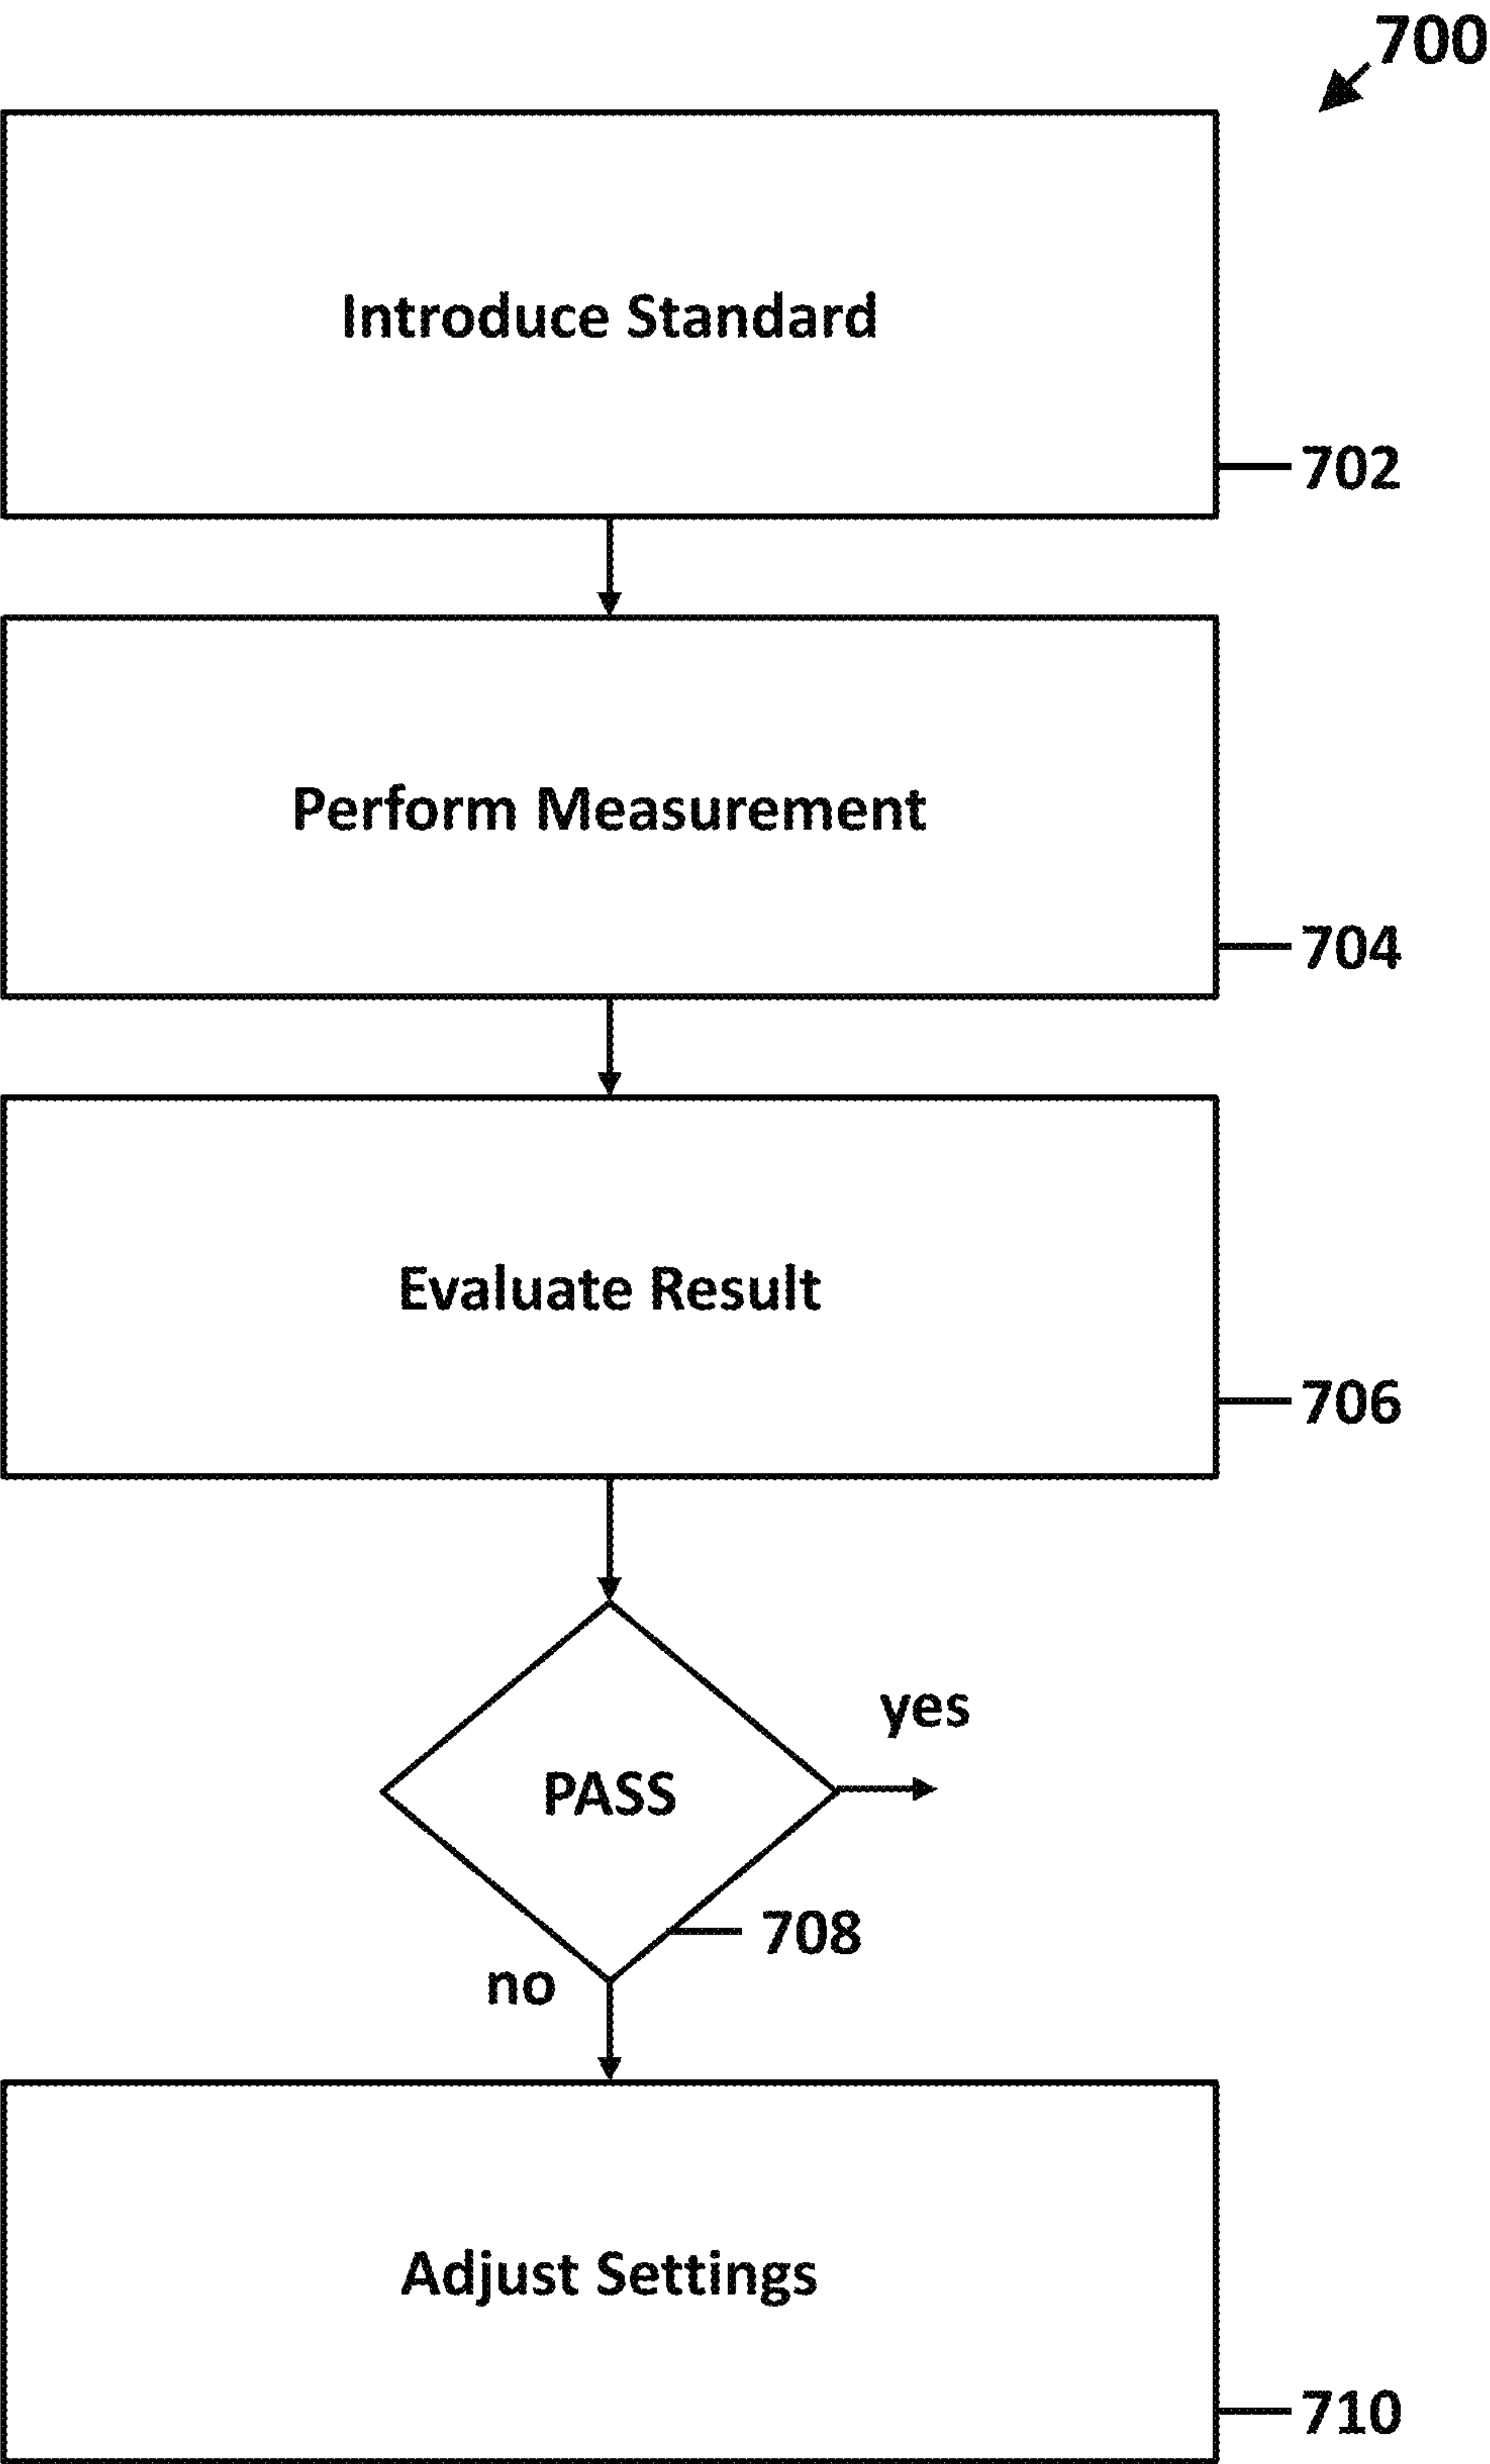 700
Introduce Standard
702
Perform Measurement
704
Evaluate Result
706
yes
PASS
708
no
Adjust Settings
710